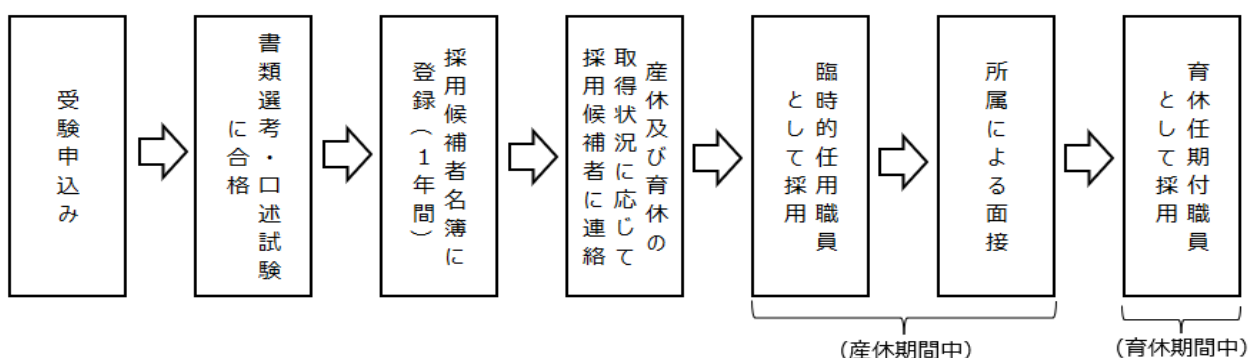 受験申込み
書類選考・口述試験
に合格
採用候補者名簿に
登録（１年間）
産休及び育休の
取得状況に応じて
採用候補者に連絡
臨時的任用職員
として採用
所属による面接
育休任期付職員
として採用
（産休期間中）
（育休期間中）